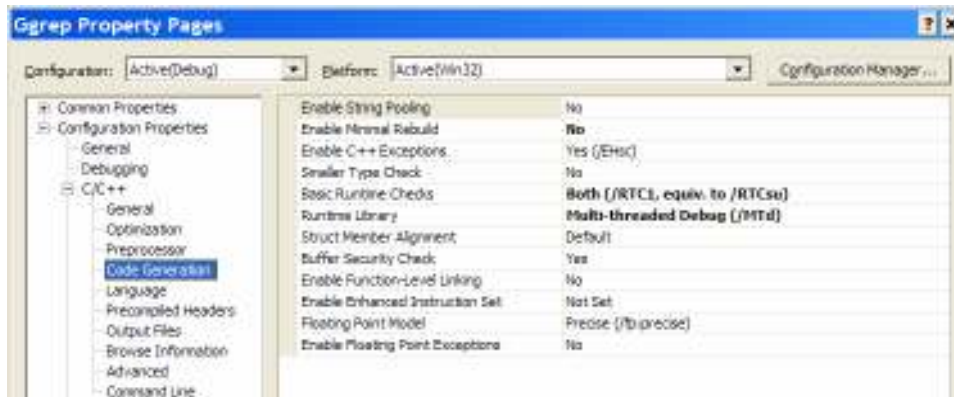 Ggrep Property Pages
Configuration: Active(Debug) Platform: Active(Win32) Configuration Manager...
Common Properties
Configuration Properties
General
Debugging
C/C++
General
Optimization
Preprocessor
Code Generation
Language
Precompiled Headers
Output Files
Browse Information
Advanced
Command Line
Enable String Pooling No
Enable Minimal Rebuild No
Enable C++ Exceptions Yes (/EHsc)
Smaller Type Check No
Basic Runtime Checks Both (/RTC1, equiv. to /RTCsu)
Runtime Library Multi-threaded Debug (/MTd)
Struct Member Alignment Default
Buffer Security Check Yes
Enable Function-Level Linking No
Enable Enhanced Instruction Set Not Set
Floating Point Model Precise (/fp:precise)
Enable Floating Point Exceptions No